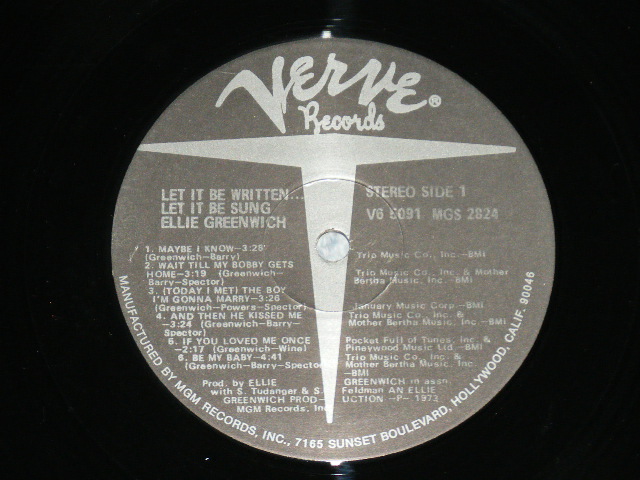 VERVE®
Records
LET IT BE WRITTEN...
LET IT BE SUNG
ELLIE GREENWICH
STEREO SIDE 1
V6 5091 MGS 2824
1. MAYBE I KNOW—3:25
(Greenwich-Barry)
Trio Music Co., Inc.—BMI
2. WAIT TILL MY BOBBY GETS
HOME—3:19 (Greenwich-
Barry-Spector)
Trio Music Co., Inc. & Mother
Bertha Music, Inc.—BMI
3. (TODAY I MET) THE BOY
I'M GONNA MARRY—3:26
(Greenwich-Powers-Spector)
January Music Corp.—BMI
4. AND THEN HE KISSED ME
—3:24 (Greenwich-Barry-
Spector)
Trio Music Co., Inc. &
Mother Bertha Music, Inc.—BMI
5. IF YOU LOVED ME ONCE
—2:17 (Greenwich-Wine)
Pocket Full of Tunes, Inc. &
Pineywood Music Ltd—BMI
6. BE MY BABY—4:41
(Greenwich-Barry-Spector)
Trio Music Co., Inc. &
Mother Bertha Music, Inc.
—BMI
Prod. by ELLIE GREENWICH in assn.
with S. Tudanger & S. Feldman AN ELLIE
GREENWICH PRODUCTION -P- 1973
MGM Records, Inc.
MANUFACTURED BY MGM RECORDS, INC., 7165 SUNSET BOULEVARD, HOLLYWOOD, CALIF. 90046